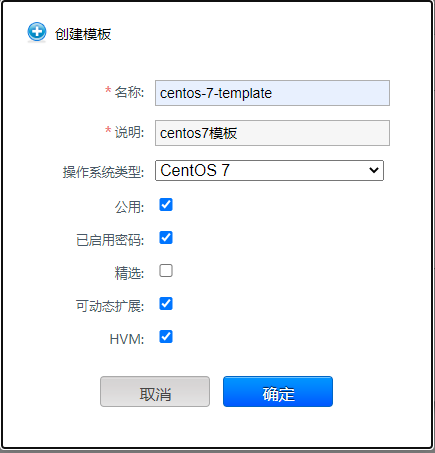 创建模板
* 名称: centos-7-template
* 说明: centos7模板
操作系统类型: CentOS 7
公用:
已启用密码:
精选:
可动态扩展:
HVM:
取消 确定